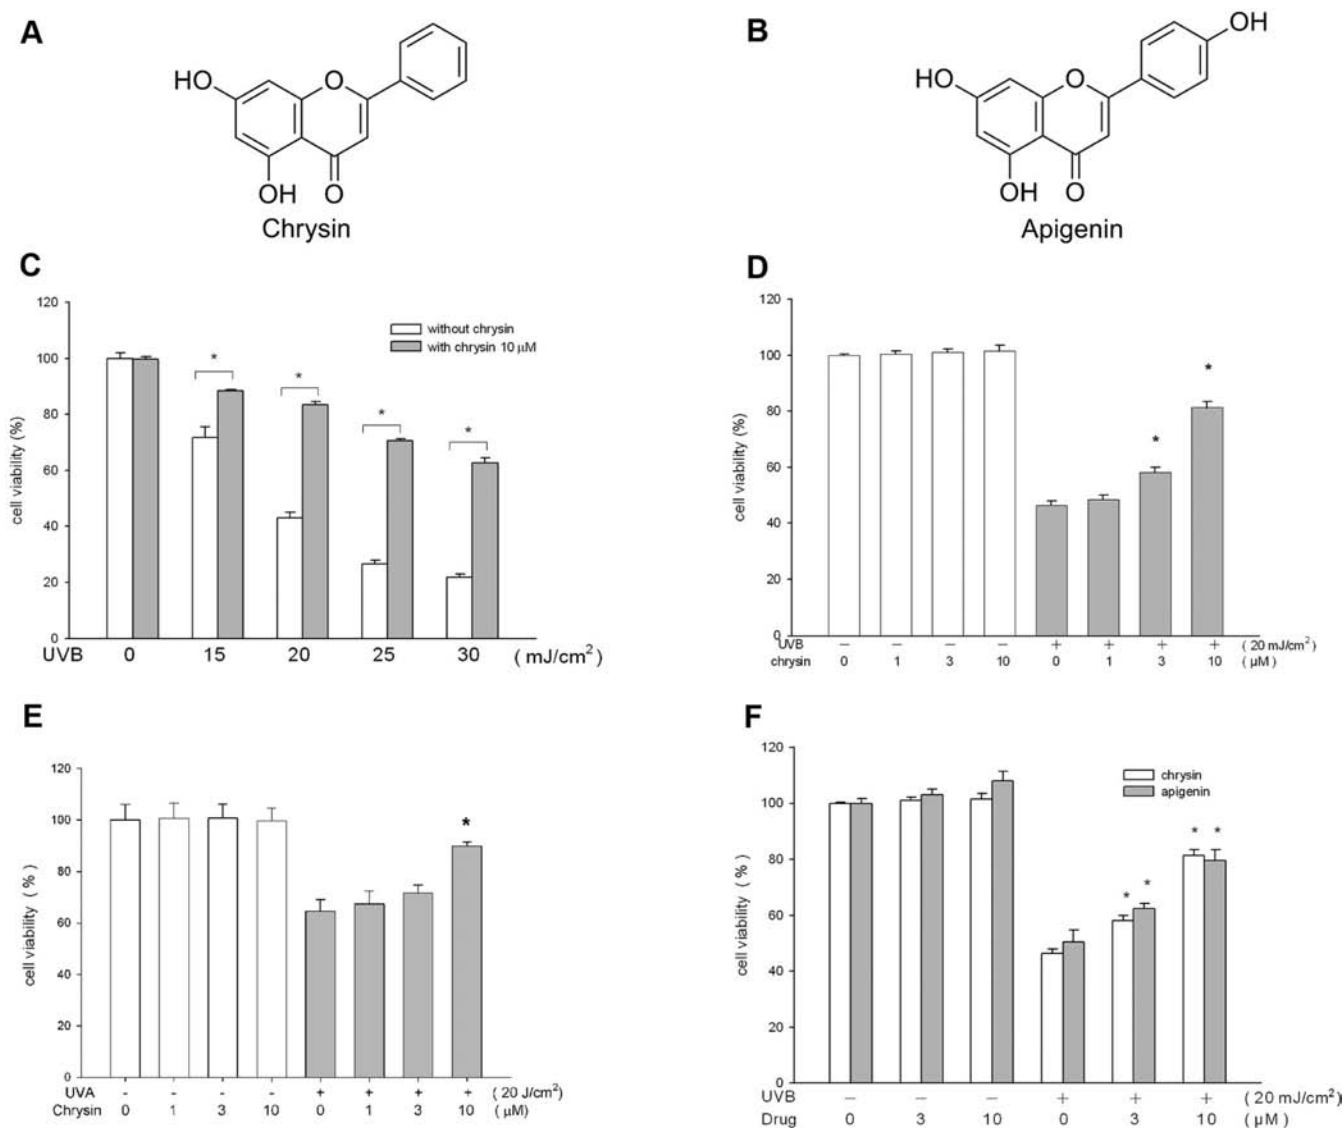 A
HO
O
OH
O
Chrysin
B
OH
HO
O
OH
O
Apigenin
C
120
100
80
60
40
20
0
cell viability (%)
without chrysin
with chrysin 10 µM
*
*
*
*
UVB 0 15 20 25 30 ( mJ/cm²)
D
120
100
80
60
40
20
0
cell viability (%)
*
*
UVB − − − − + + + + ( 20 mJ/cm²)
chrysin 0 1 3 10 0 1 3 10 ( µM)
E
120
100
80
60
40
20
0
cell viability ( % )
*
UVA - - - - + + + + ( 20 J/cm²)
Chrysin 0 1 3 10 0 1 3 10 ( µM)
F
120
100
80
60
40
20
0
cell viability ( % )
chrysin
apigenin
* *
* *
UVB − − − + + + ( 20 mJ/cm²)
Drug 0 3 10 0 3 10 ( µM )